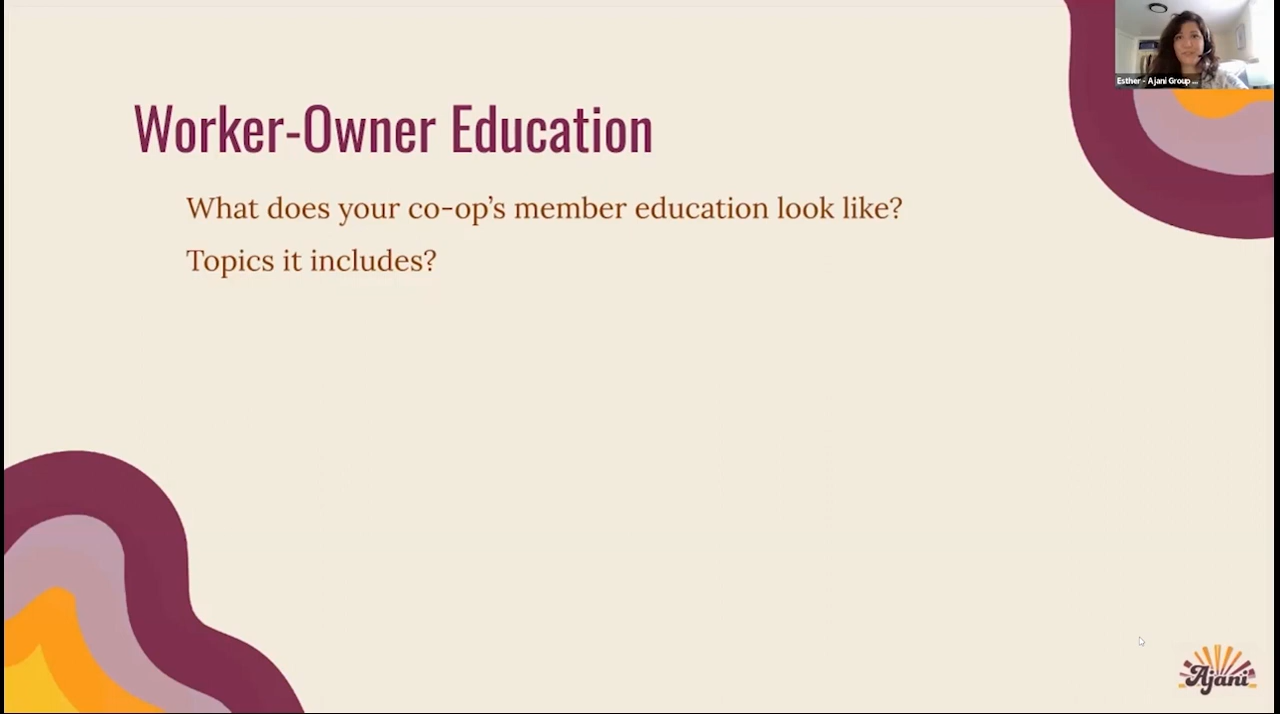 Esther - Ajani Group ...
Worker-Owner Education
What does your co-op’s member education look like?
Topics it includes?
Ajani